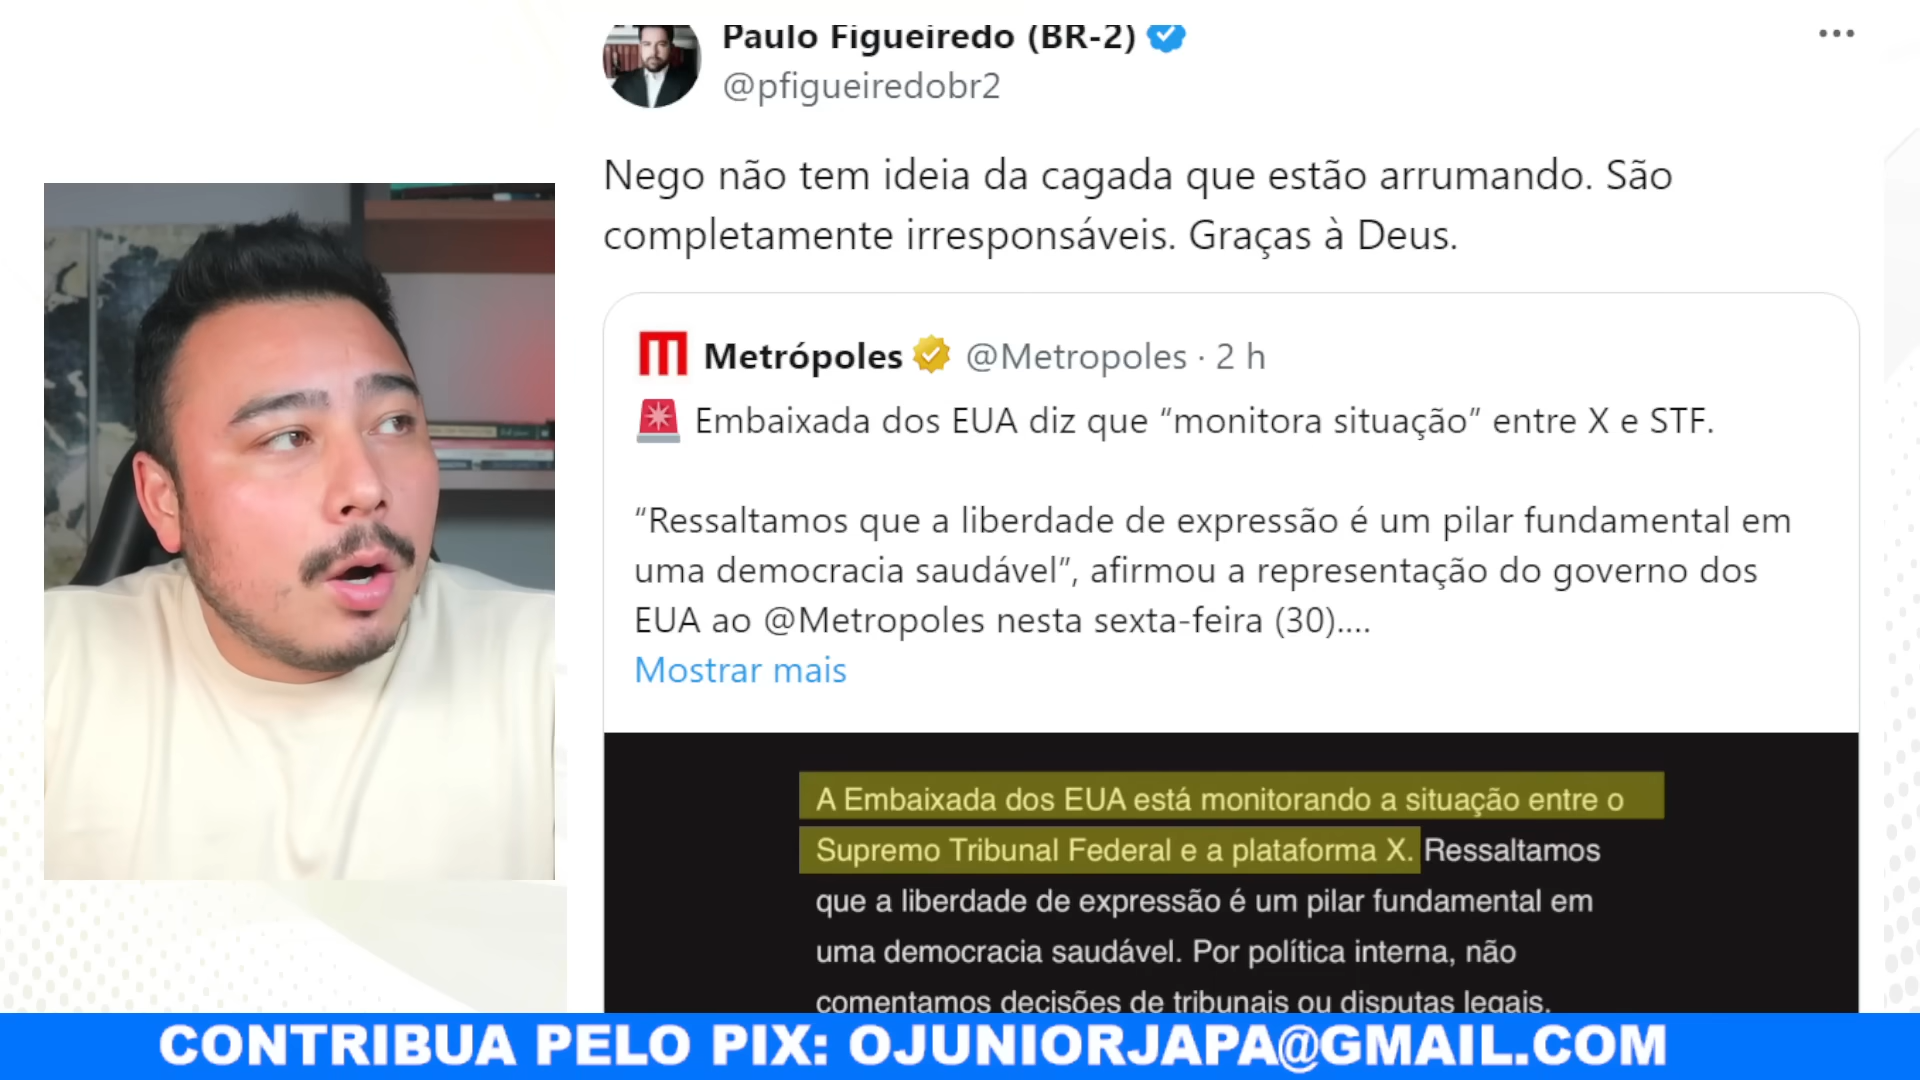 Paulo Figueiredo (BR-2)
@pfigueiredobr2
Nego não tem ideia da cagada que estão arrumando. São
completamente irresponsáveis. Graças à Deus.
Metrópoles @Metropoles · 2 h
Embaixada dos EUA diz que “monitora situação” entre X e STF.
“Ressaltamos que a liberdade de expressão é um pilar fundamental em
uma democracia saudável”, afirmou a representação do governo dos
EUA ao @Metropoles nesta sexta-feira (30)....
Mostrar mais
A Embaixada dos EUA está monitorando a situação entre o
Supremo Tribunal Federal e a plataforma X. Ressaltamos
que a liberdade de expressão é um pilar fundamental em
uma democracia saudável. Por política interna, não
comentamos decisões de tribunais ou disputas legais.
CONTRIBUA PELO PIX: OJUNIORJAPA@GMAIL.COM